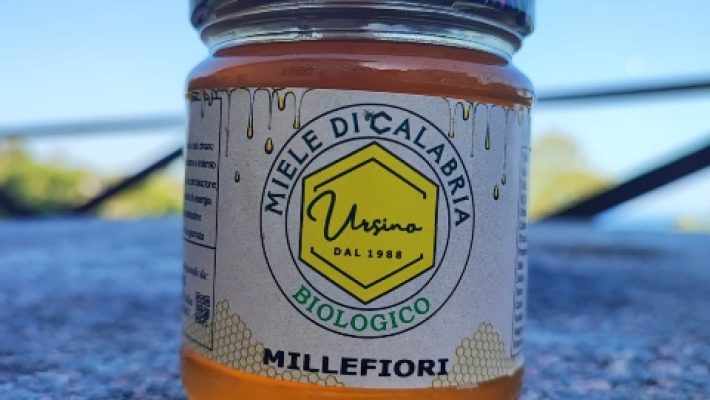 MIELE DI CALABRIA
Ursino
DAL 1988
BIOLOGICO
MILLEFIORI